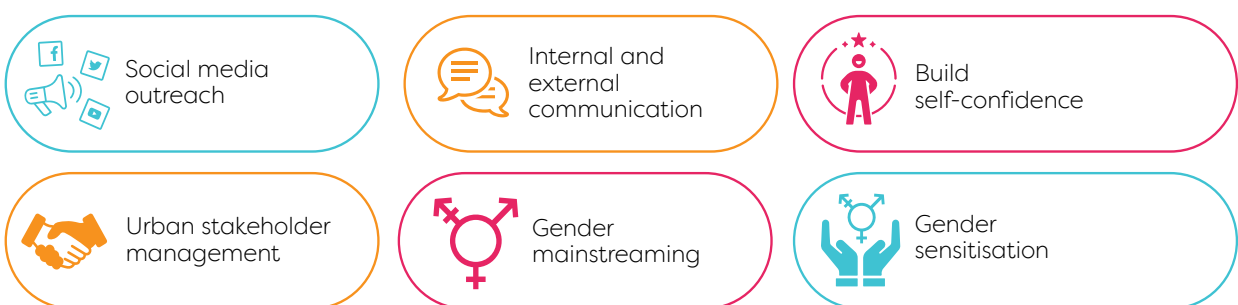 Social media
outreach
Internal and
external
communication
Build
self-confidence
Urban stakeholder
management
Gender
mainstreaming
Gender
sensitisation